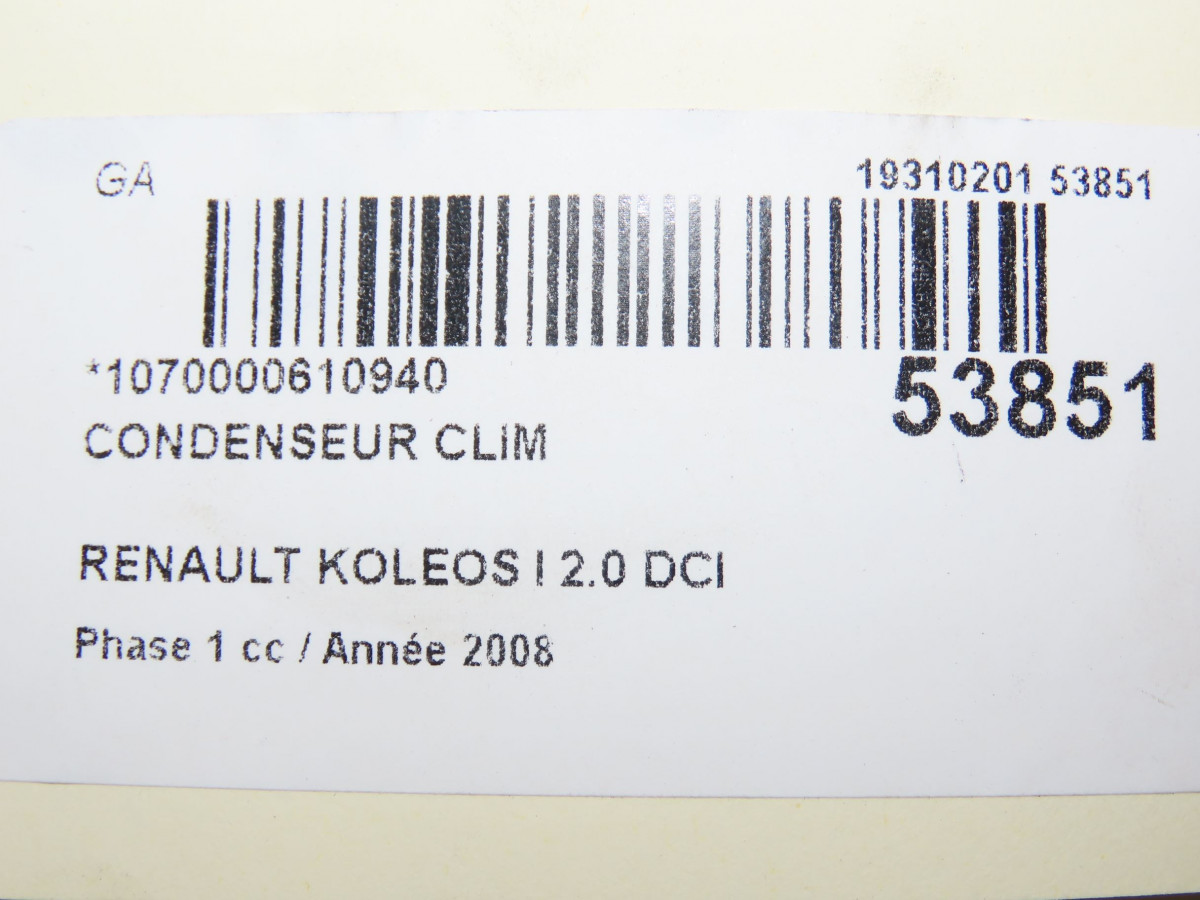 GA 19310201 53851
*1070000610940
53851
CONDENSEUR CLIM
RENAULT KOLEOS I 2.0 DCI
Phase 1 cc / Année 2008